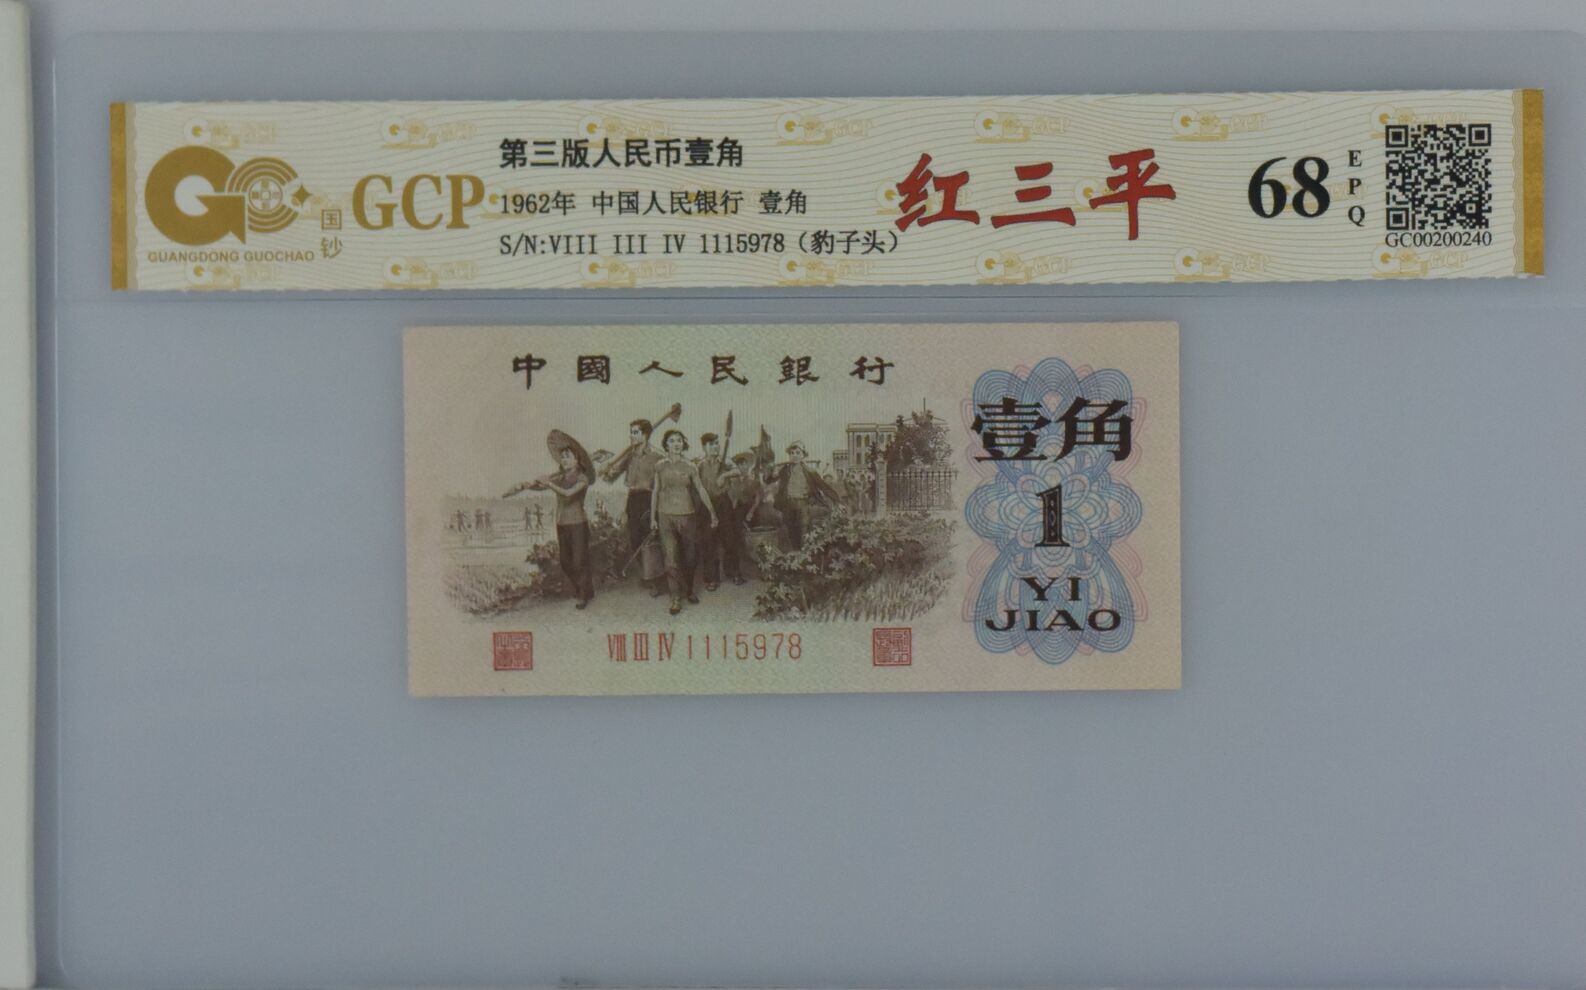 GCP
国钞
GUANGDONG GUOCHAO
第三版人民币壹角
1962年 中国人民银行 壹角
S/N:VIII III IV 1115978（豹子头）
红三平
68
EPQ
GC00200240
中國人民銀行
壹角
1
YI
JIAO
VIII III IV 1115978